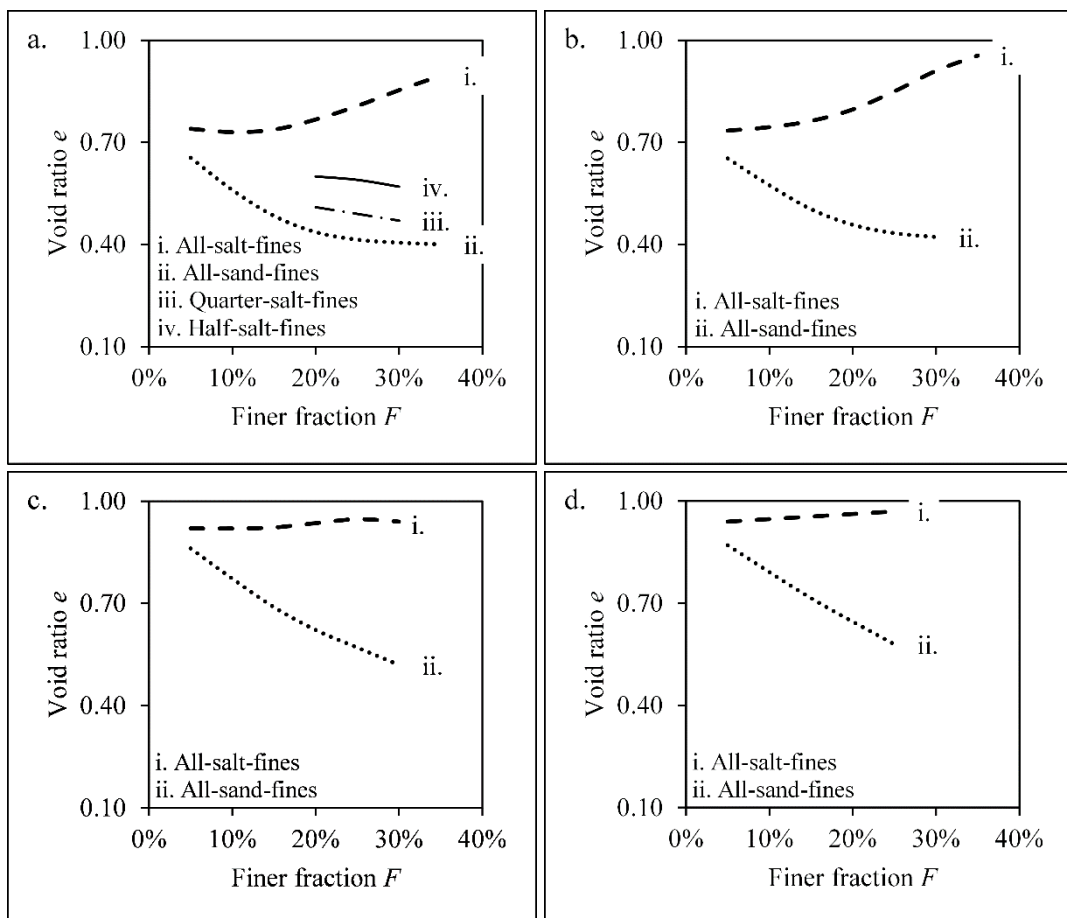 a.
1.00
0.70
0.40
0.10
Void ratio e
i.
iv.
iii.
ii.
i. All-salt-fines
ii. All-sand-fines
iii. Quarter-salt-fines
iv. Half-salt-fines
0% 10% 20% 30% 40%
Finer fraction F
b.
1.00
0.70
0.40
0.10
Void ratio e
i.
ii.
i. All-salt-fines
ii. All-sand-fines
0% 10% 20% 30% 40%
Finer fraction F
c.
1.00
0.70
0.40
0.10
Void ratio e
i.
ii.
i. All-salt-fines
ii. All-sand-fines
0% 10% 20% 30% 40%
Finer fraction F
d.
1.00
0.70
0.40
0.10
Void ratio e
i.
ii.
i. All-salt-fines
ii. All-sand-fines
0% 10% 20% 30% 40%
Finer fraction F